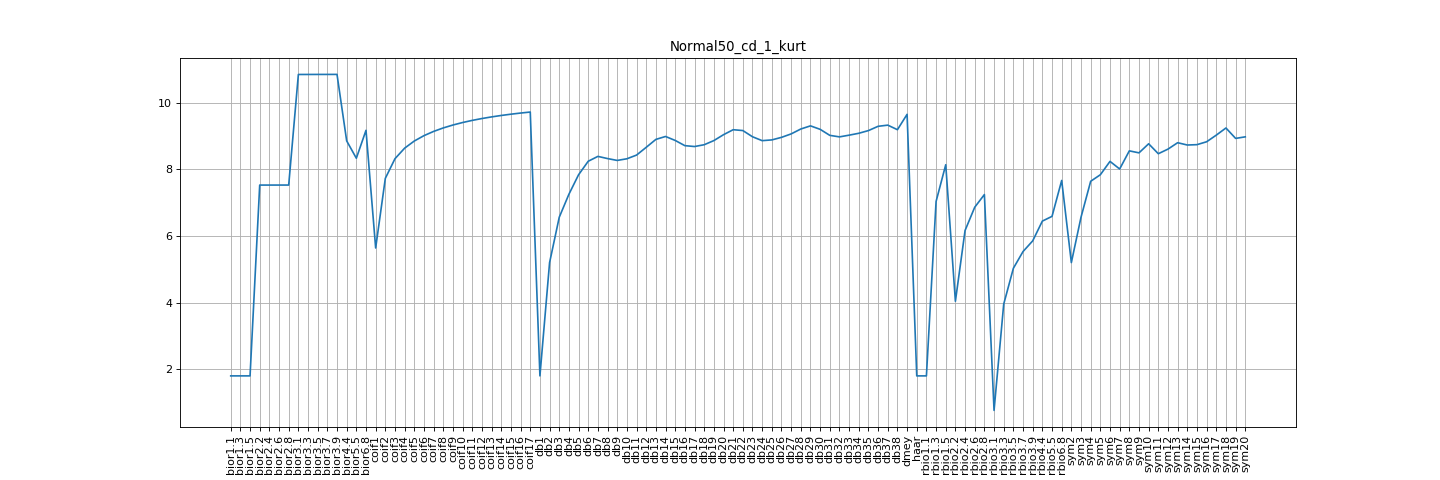 Normal50_cd_1_kurt
10
8
6
4
2
bior1.1
bior1.3
bior1.5
bior2.2
bior2.4
bior2.6
bior2.8
bior3.1
bior3.3
bior3.5
bior3.7
bior3.9
bior4.4
bior5.5
bior6.8
coif1
coif2
coif3
coif4
coif5
coif6
coif7
coif8
coif9
coif10
coif11
coif12
coif13
coif14
coif15
coif16
coif17
db1
db2
db3
db4
db5
db6
db7
db8
db9
db10
db11
db12
db13
db14
db15
db16
db17
db18
db19
db20
db21
db22
db23
db24
db25
db26
db27
db28
db29
db30
db31
db32
db33
db34
db35
db36
db37
db38
dmey
haar
rbio1.1
rbio1.3
rbio1.5
rbio2.2
rbio2.4
rbio2.6
rbio2.8
rbio3.1
rbio3.3
rbio3.5
rbio3.7
rbio3.9
rbio4.4
rbio5.5
rbio6.8
sym2
sym3
sym4
sym5
sym6
sym7
sym8
sym9
sym10
sym11
sym12
sym13
sym14
sym15
sym16
sym17
sym18
sym19
sym20